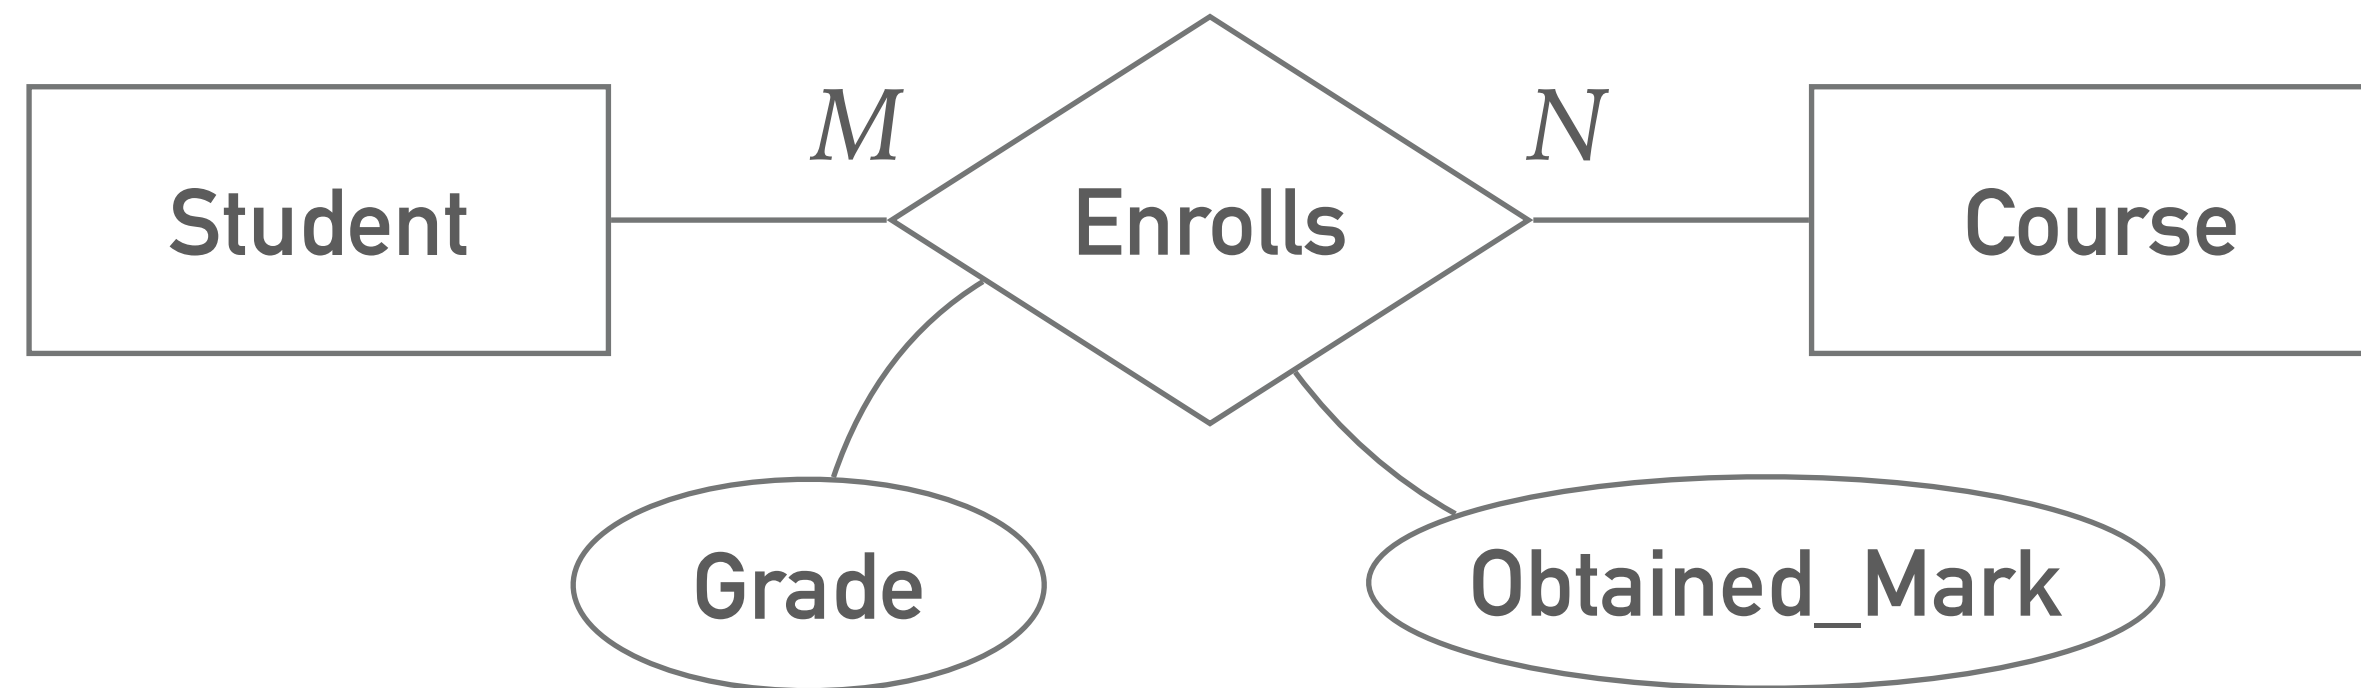 M
N
Student
Enrolls
Course
Grade
Obtained_Mark